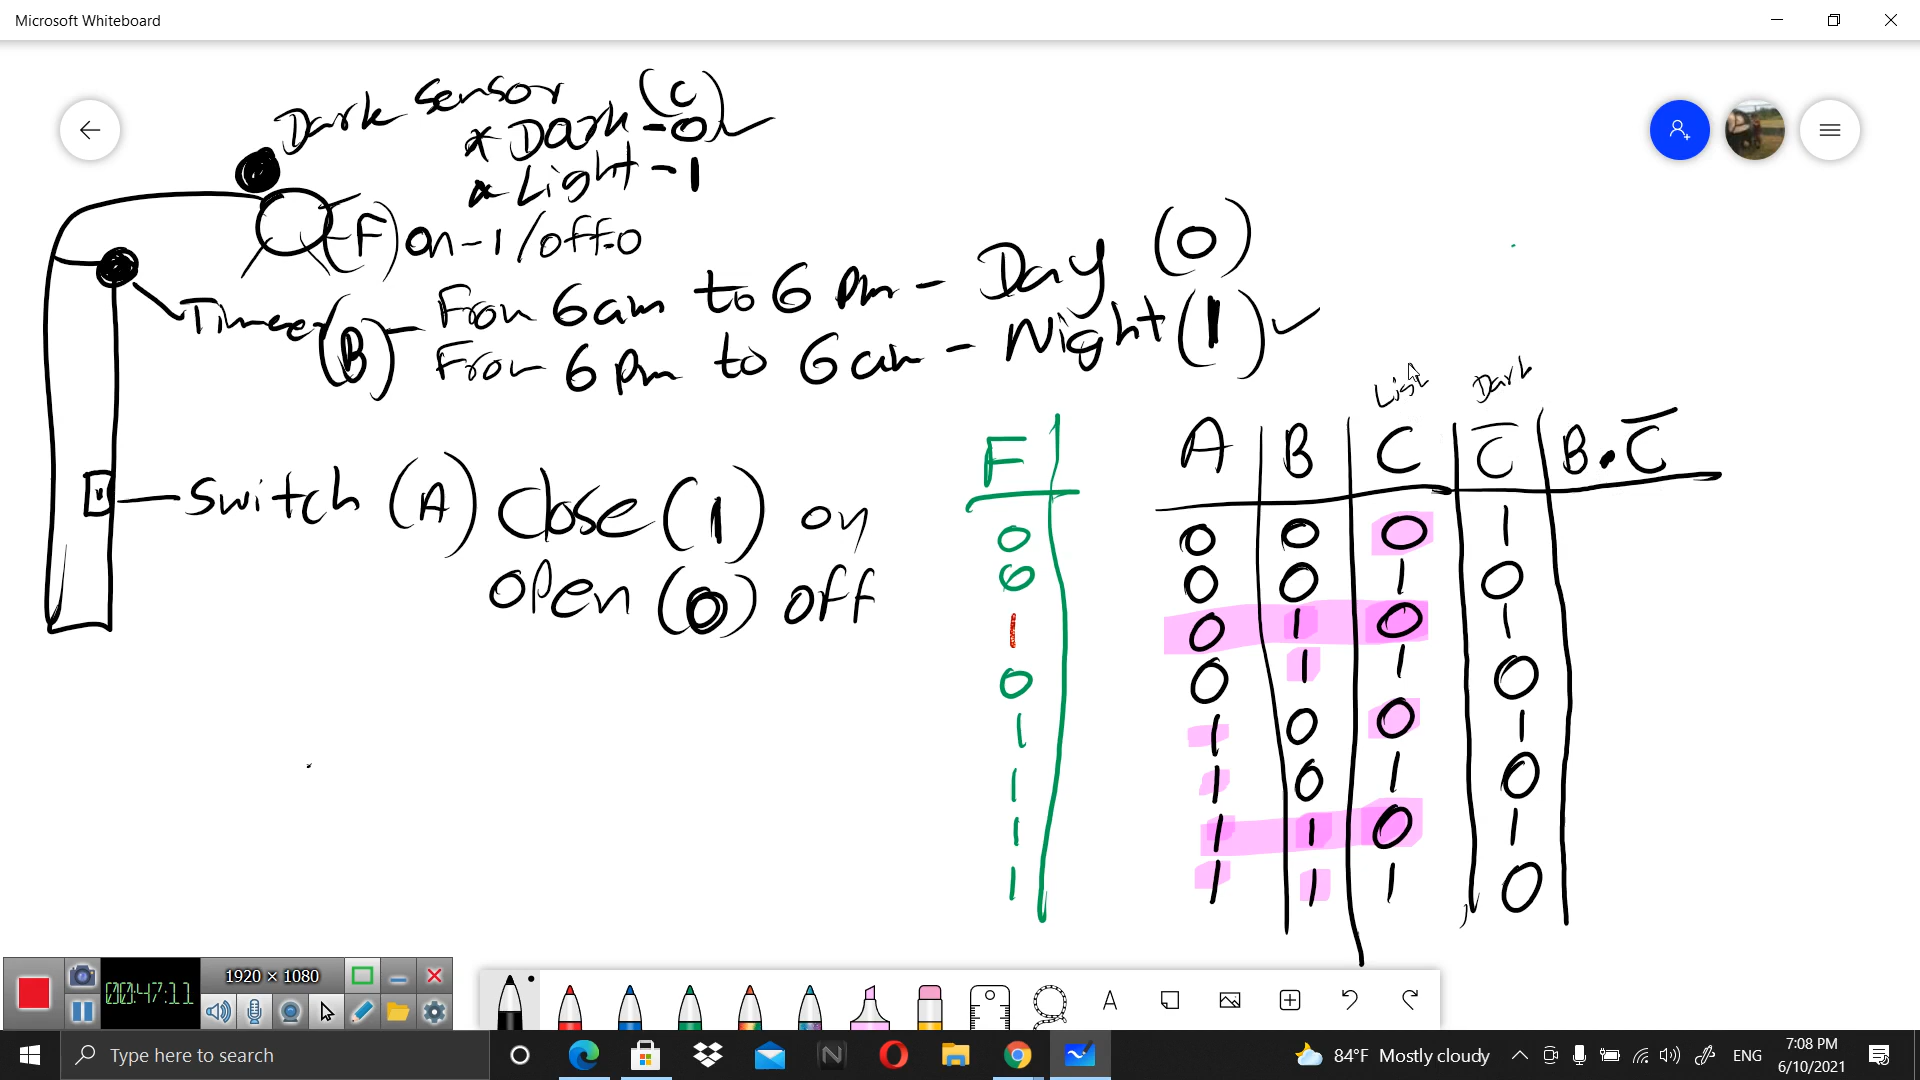 Microsoft Whiteboard
Dark Sensor (C)
* Dark - 0
* Light - 1
(F) on - 1 / off - 0
Timeer (B) - From 6 am to 6 Pm - Day (0)
From 6 Pm to 6 am - Night (1)
Switch (A) Close (1) on
open (0) off
Dark
F A B C C̅ B . C̅
0 0 0 0 1
0 0 0 1 0
1 0 1 0 1
0 0 1 1 0
1 1 0 0 1
1 1 0 1 0
1 1 1 0 1
1 1 1 1 0
1920 × 1080
00:47:11
A
N
Type here to search
84°F Mostly cloudy
ENG
7:08 PM
6/10/2021